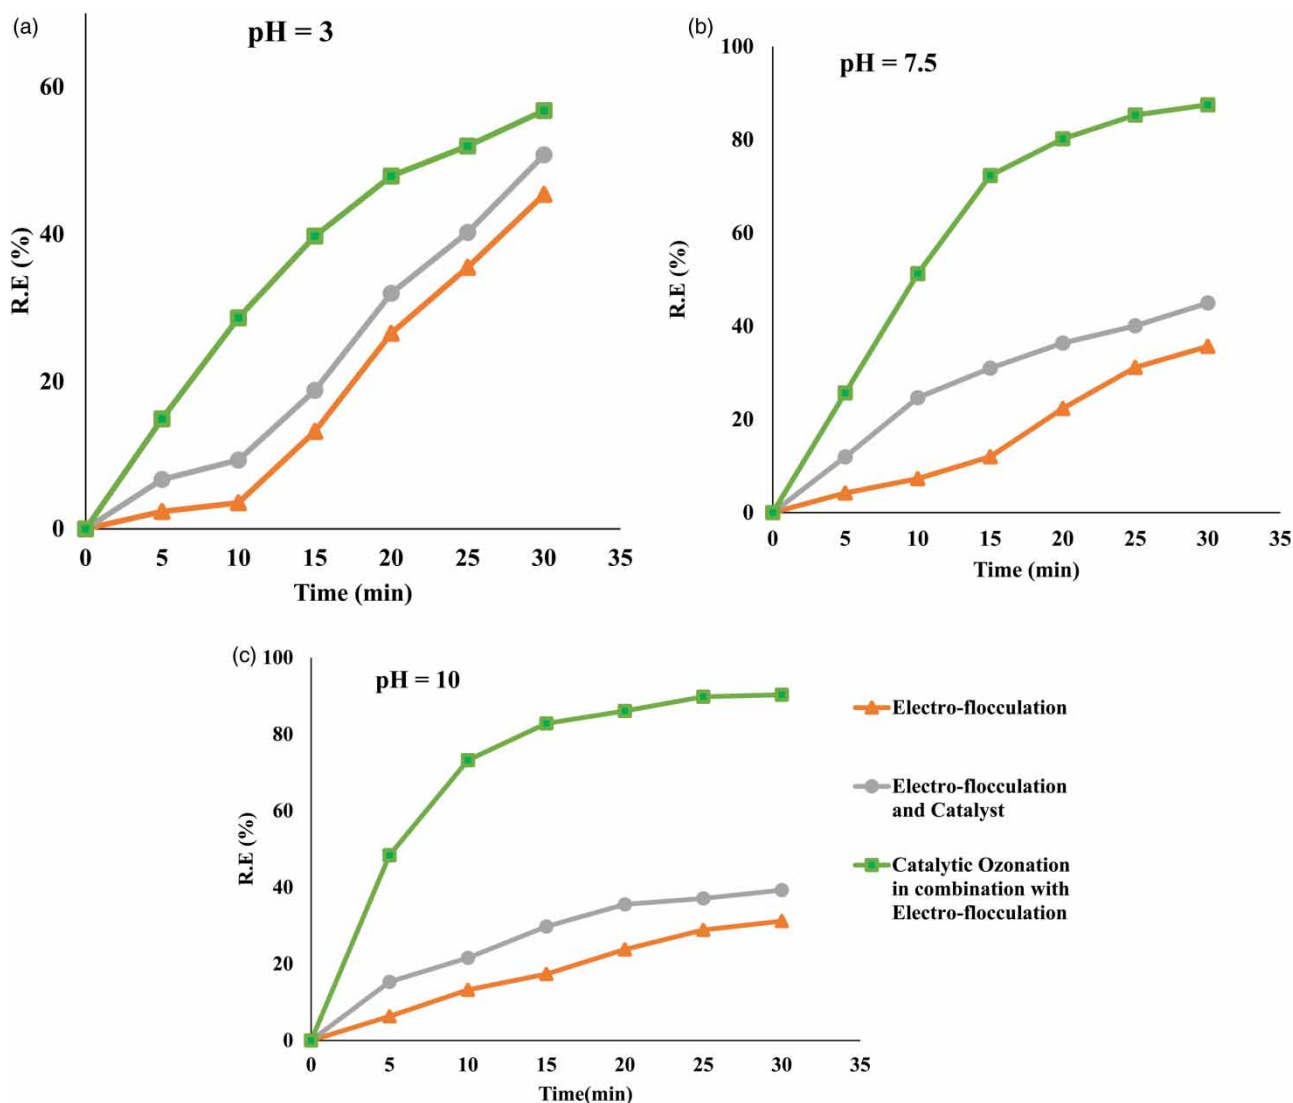 (a)
pH = 3
60
40
20
0
R.E (%)
0 5 10 15 20 25 30 35
Time (min)
(b)
pH = 7.5
100
80
60
40
20
0
R.E (%)
0 5 10 15 20 25 30 35
Time (min)
(c)
pH = 10
100
80
60
40
20
0
R.E (%)
0 5 10 15 20 25 30 35
Time(min)
Electro-flocculation
Electro-flocculation
and Catalyst
Catalytic Ozonation
in combination with
Electro-flocculation